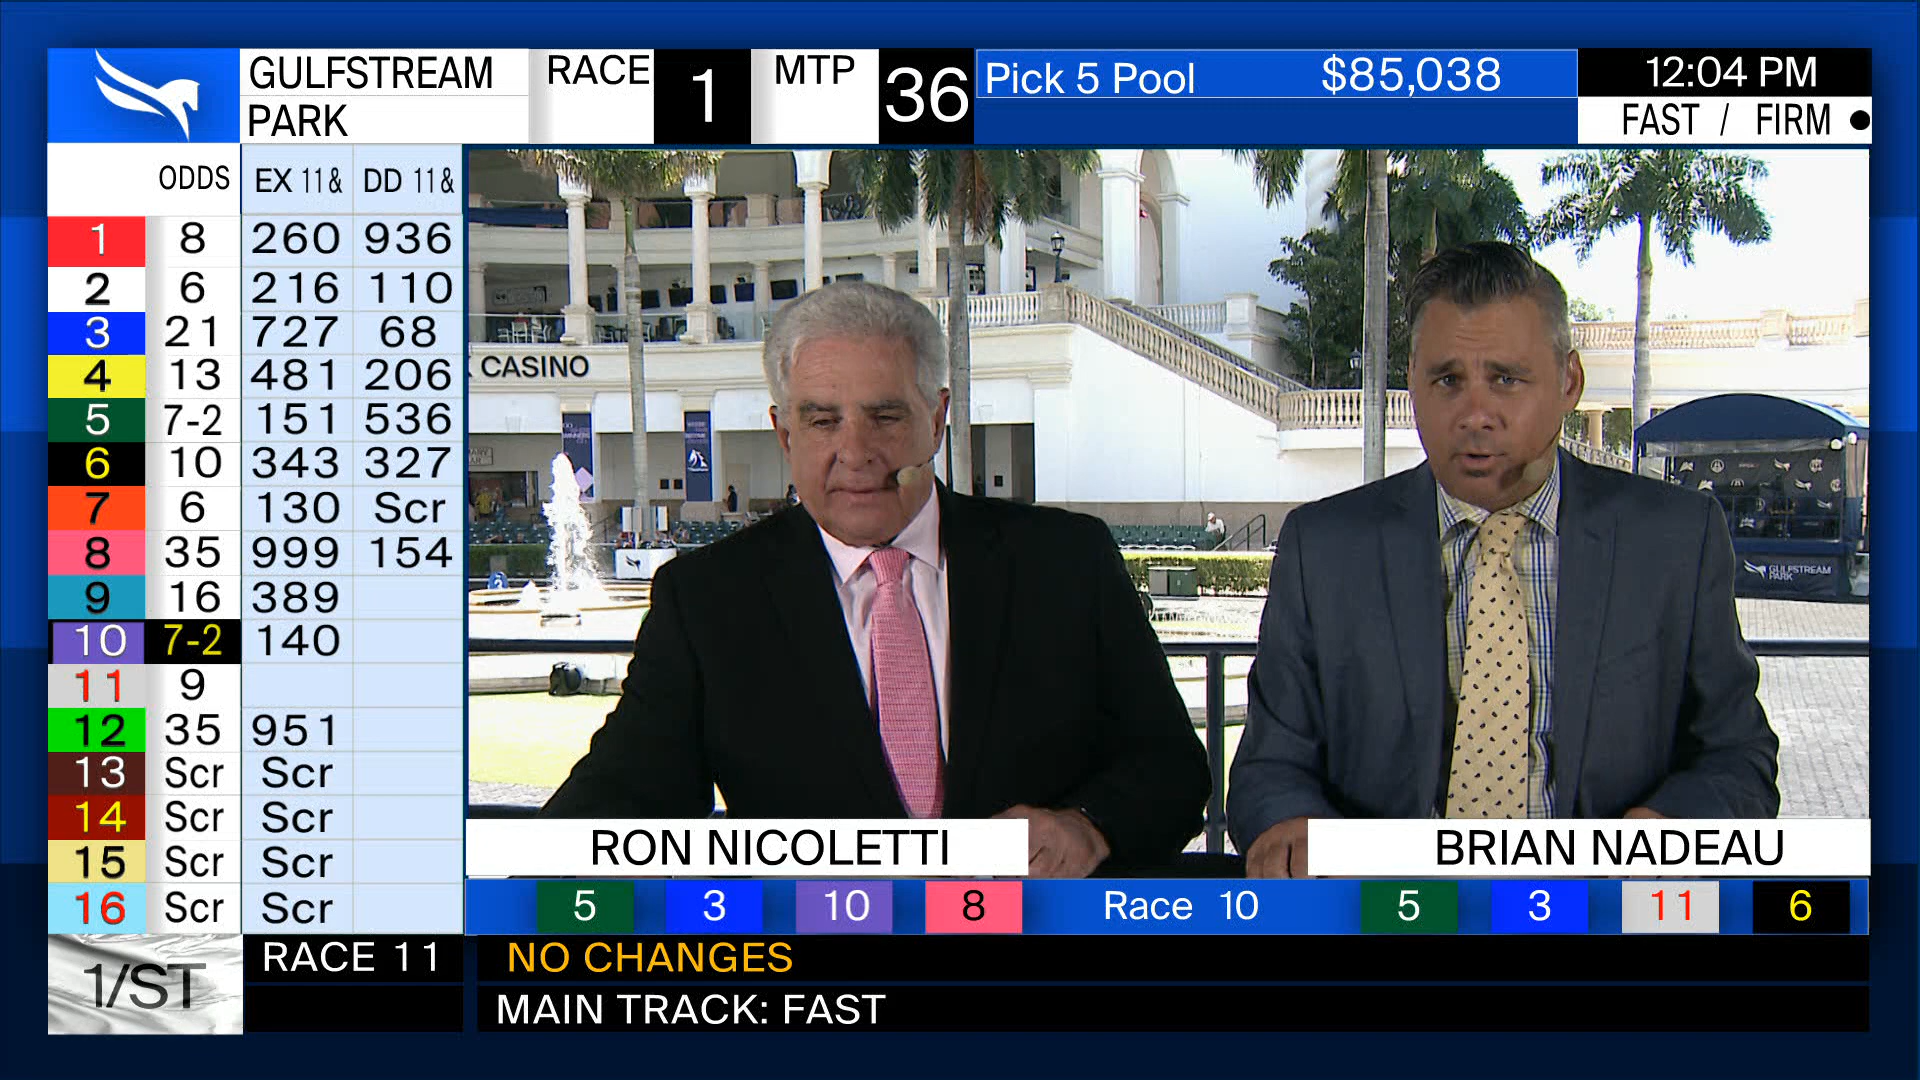 GULFSTREAM
PARK
RACE 1 MTP 36
Pick 5 Pool $85,038
12:04 PM
FAST / FIRM
ODDS EX 11& DD 11&
1 8 260 936
2 6 216 110
3 21 727 68
4 13 481 206
5 7-2 151 536
6 10 343 327
7 6 130 Scr
8 35 999 154
9 16 389
10 7-2 140
11 9
12 35 951
13 Scr Scr
14 Scr Scr
15 Scr Scr
16 Scr Scr
CASINO
GULFSTREAM
PARK
RON NICOLETTI
BRIAN NADEAU
5 3 10 8 Race 10 5 3 11 6
1/ST
RACE 11
NO CHANGES
MAIN TRACK: FAST